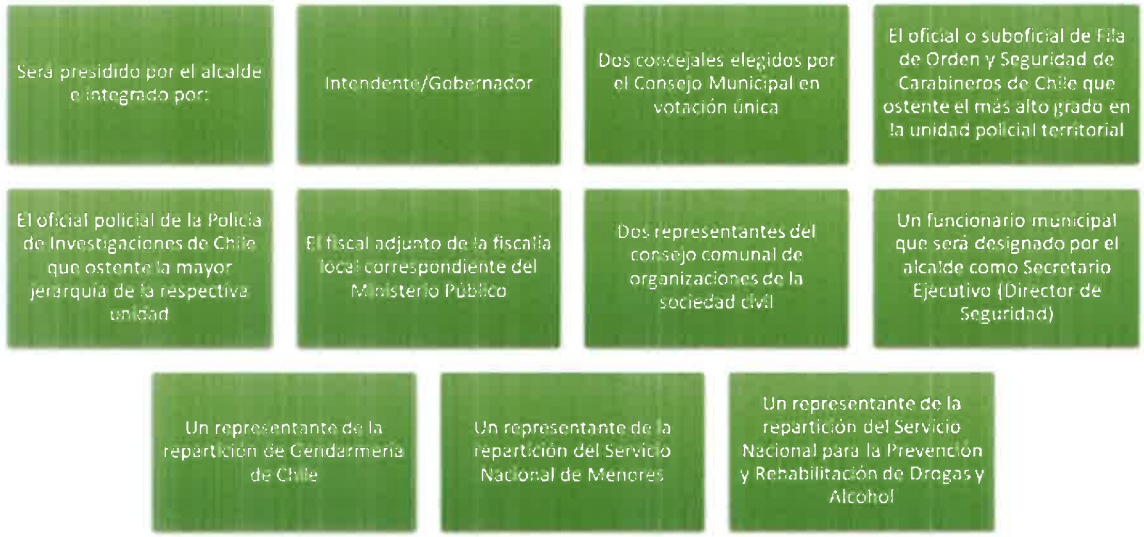 Será presidido por el alcalde
e integrado por:
Intendente/Gobernador
Dos concejales elegidos por
el Consejo Municipal en
votación única
El oficial o suboficial de Fila
de Orden y Seguridad de
Carabineros de Chile que
ostente el más alto grado en
la unidad policial territorial
El oficial policial de la Policía
de Investigaciones de Chile
que ostente la mayor
jerarquía de la respectiva
unidad
El fiscal adjunto de la fiscalía
local correspondiente del
Ministerio Público
Dos representantes del
consejo comunal de
organizaciones de la
sociedad civil
Un funcionario municipal
que será designado por el
alcalde como Secretario
Ejecutivo (Director de
Seguridad)
Un representante de la
repartición de Gendarmería
de Chile
Un representante de la
repartición del Servicio
Nacional de Menores
Un representante de la
repartición del Servicio
Nacional para la Prevención
y Rehabilitación de Drogas y
Alcohol